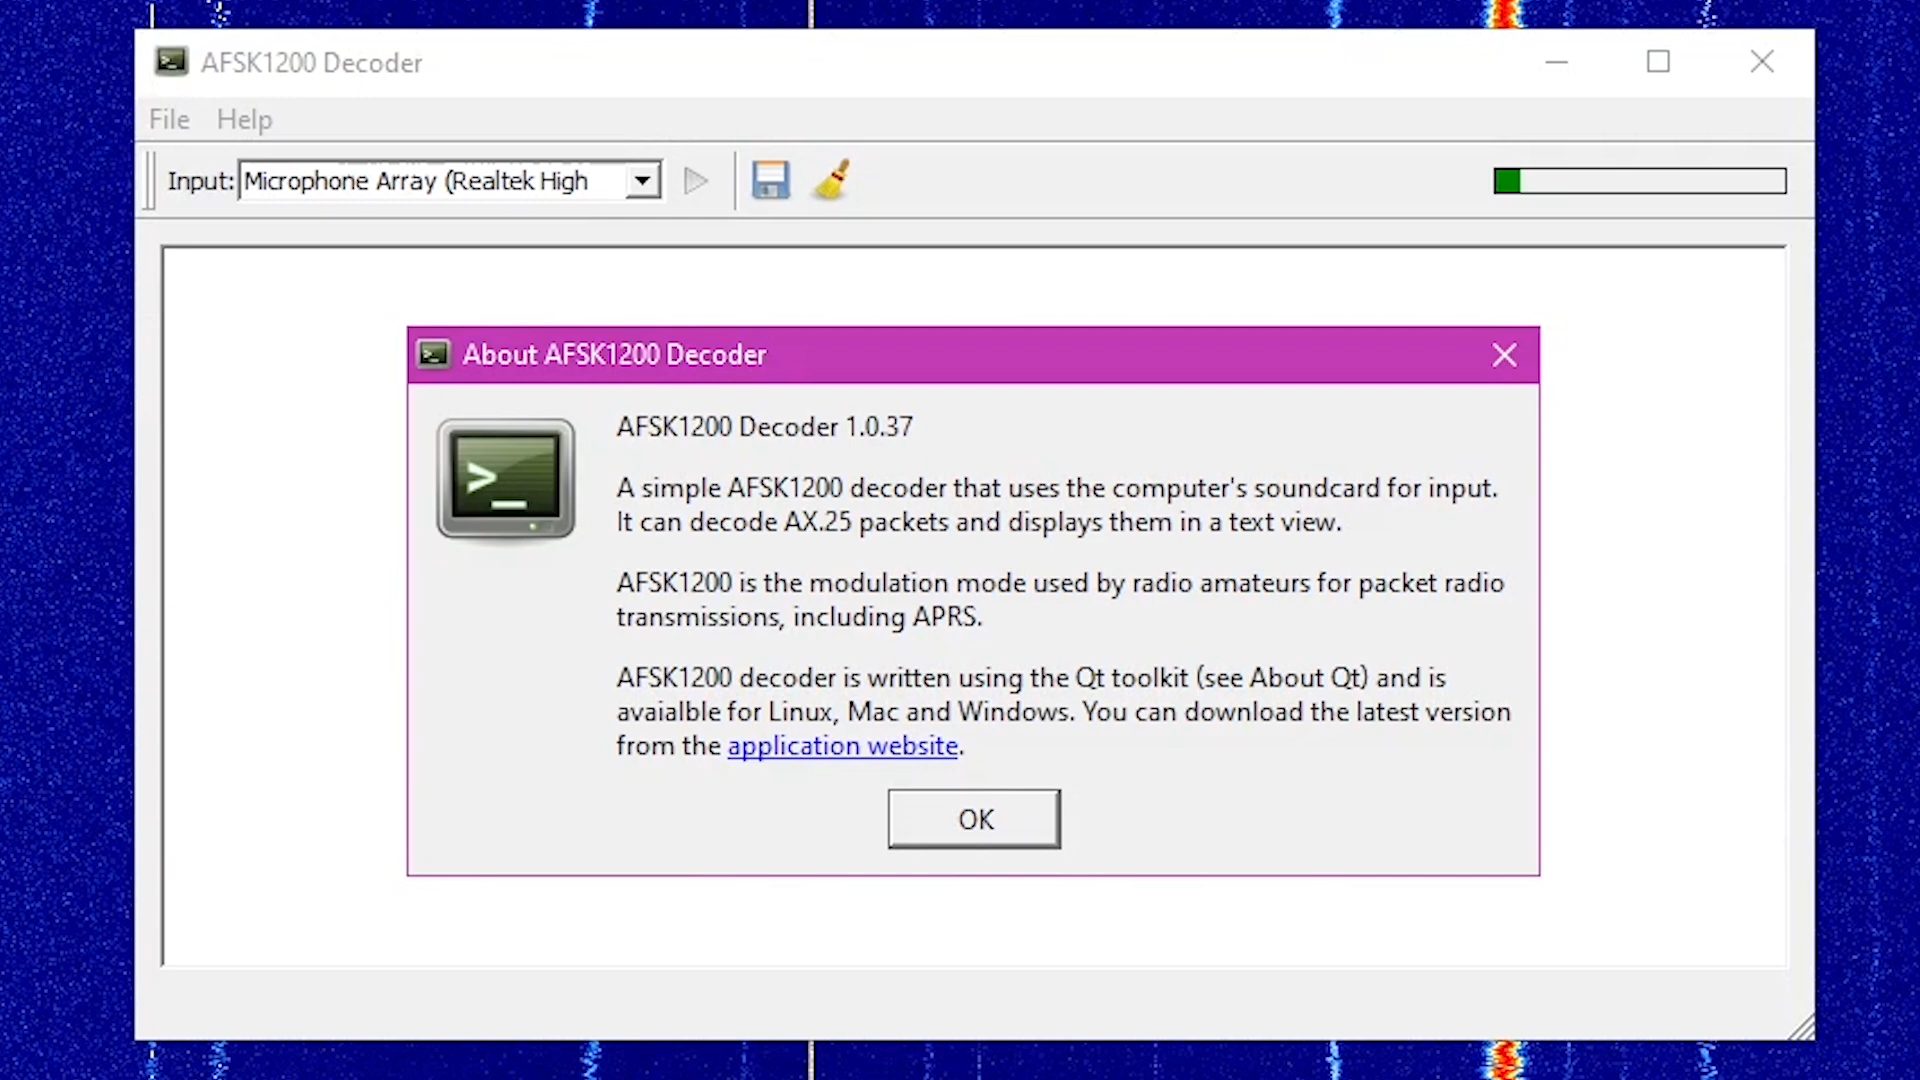 AFSK1200 Decoder
File Help
Input: Microphone Array (Realtek High
About AFSK1200 Decoder
>_
AFSK1200 Decoder 1.0.37
A simple AFSK1200 decoder that uses the computer's soundcard for input.
It can decode AX.25 packets and displays them in a text view.
AFSK1200 is the modulation mode used by radio amateurs for packet radio
transmissions, including APRS.
AFSK1200 decoder is written using the Qt toolkit (see About Qt) and is
avaialble for Linux, Mac and Windows. You can download the latest version
from the application website.
OK